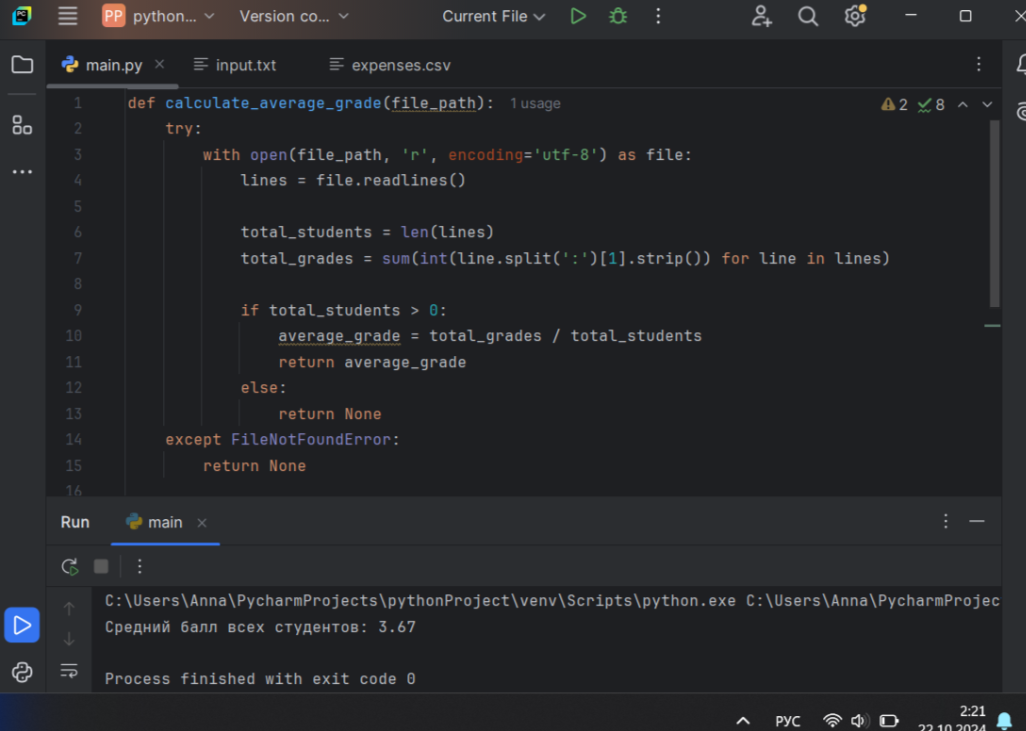 PC
PP python... Version co... Current File
main.py input.txt expenses.csv
1 def calculate_average_grade(file_path): 1 usage 2 8
2 try:
3 with open(file_path, 'r', encoding='utf-8') as file:
4 lines = file.readlines()
5
6 total_students = len(lines)
7 total_grades = sum(int(line.split(':')[1].strip()) for line in lines)
8
9 if total_students > 0:
10 average_grade = total_grades / total_students
11 return average_grade
12 else:
13 return None
14 except FileNotFoundError:
15 return None
16
Run main
C:\Users\Anna\PycharmProjects\pythonProject\venv\Scripts\python.exe C:\Users\Anna\PycharmProjec
Средний балл всех студентов: 3.67
Process finished with exit code 0
РУС 2:21
22.10.2024